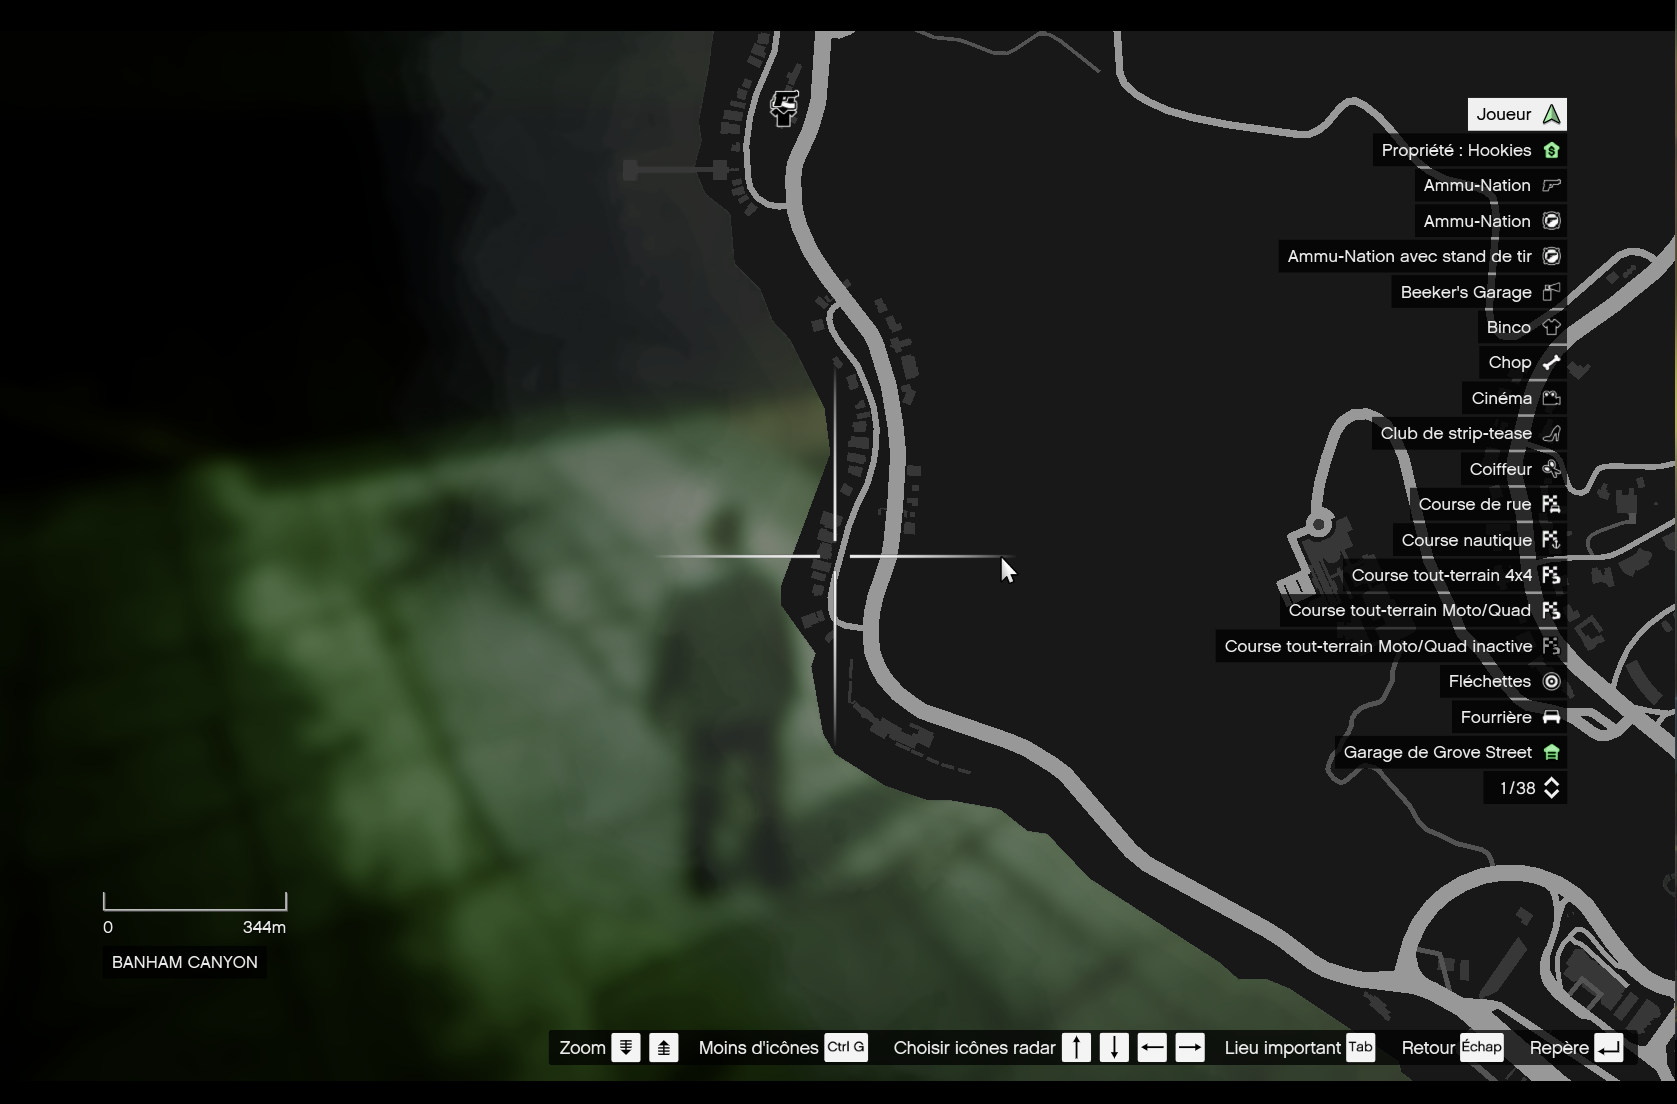 Joueur
Propriété : Hookies
Ammu-Nation
Ammu-Nation
Ammu-Nation avec stand de tir
Beeker's Garage
Binco
Chop
Cinéma
Club de strip-tease
Coiffeur
Course de rue
Course nautique
Course tout-terrain 4x4
Course tout-terrain Moto/Quad
Course tout-terrain Moto/Quad inactive
Fléchettes
Fourrière
Garage de Grove Street
1/38
0 344m
BANHAM CANYON
Zoom Moins d'icônes Ctrl G Choisir icônes radar Lieu important Tab Retour Échap Repère